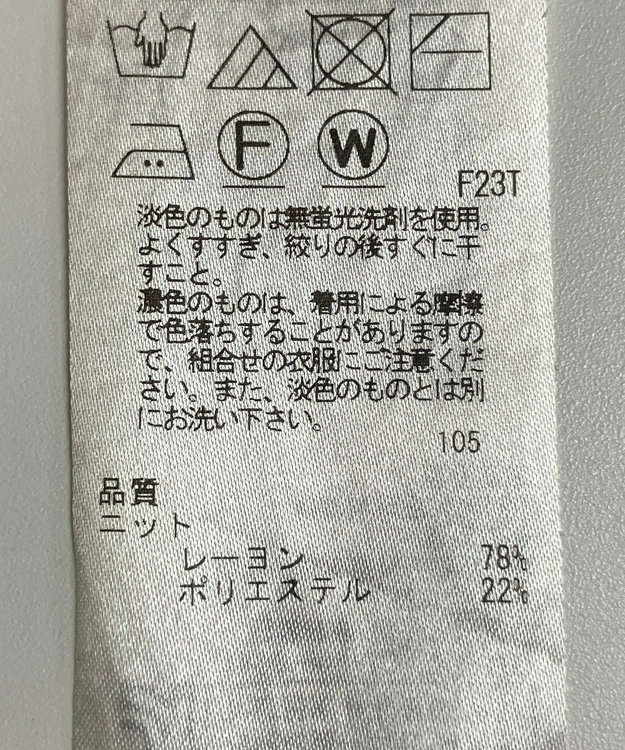 F W
F23T
淡色のものは無蛍光洗剤を使用。
よくすすぎ、絞りの後すぐに干
すこと。
濃色のものは、着用による摩擦
で色落ちすることがありますの
で、組合せの衣服にご注意くだ
さい。また、淡色のものとは別
にお洗い下さい。
105
品質
ニット
レーヨン 78%
ポリエステル 22%